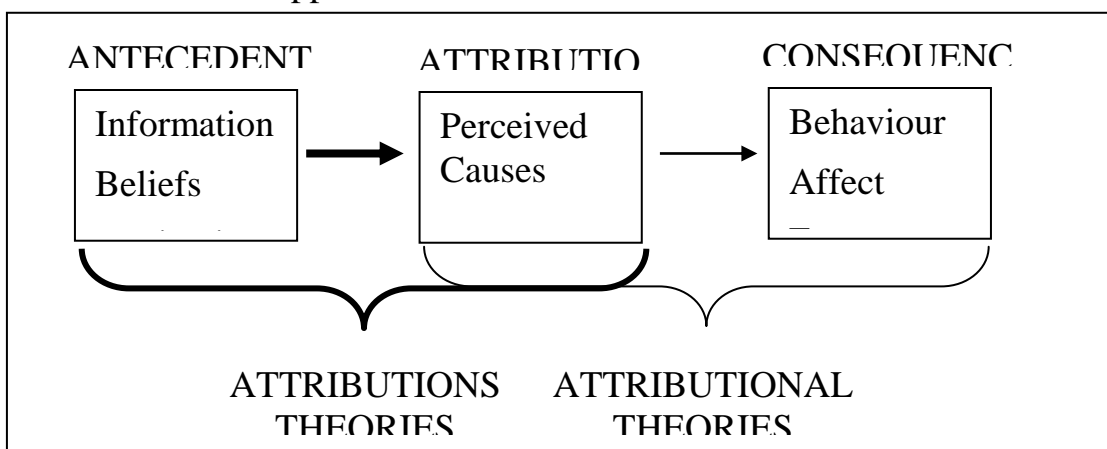 ANTECEDENT
ATTRIBUTIO
CONSEQUENC
Information
Beliefs
Perceived
Causes
Behaviour
Affect
ATTRIBUTIONS
THEORIES
ATTRIBUTIONAL
THEORIES